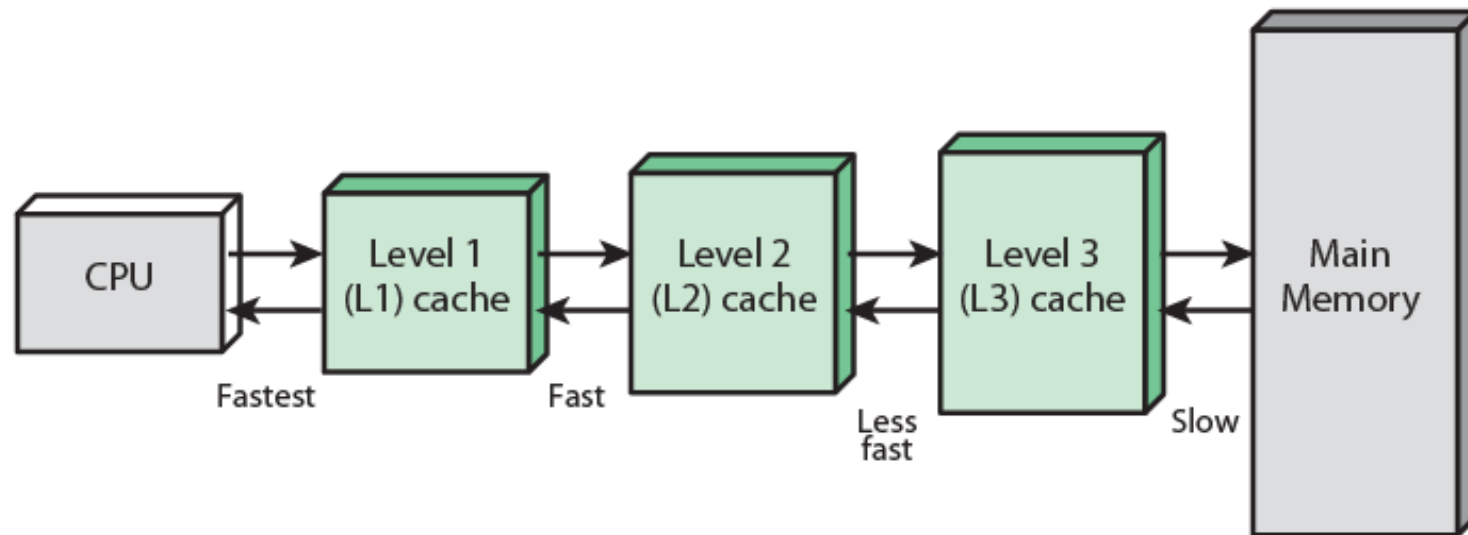 CPU
Level 1
(L1) cache
Level 2
(L2) cache
Level 3
(L3) cache
Main
Memory
Fastest
Fast
Less
fast
Slow